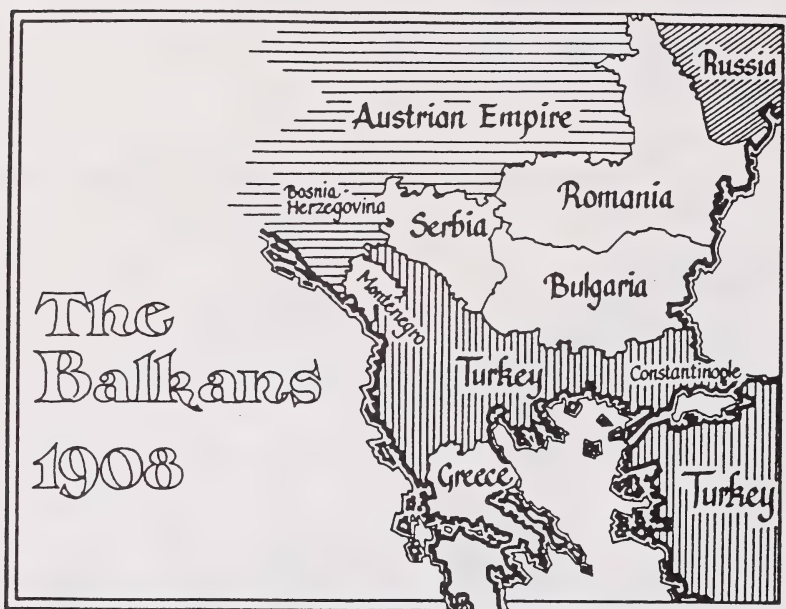 The
Balkans
1908
Russia
Austrian Empire
Bosnia
Herzegovina
Serbia
Romania
Montenegro
Bulgaria
Turkey
Constantinople
Greece
Turkey